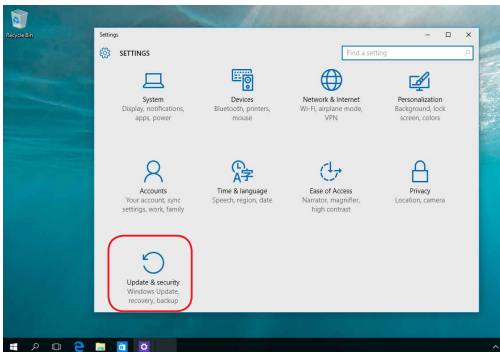 Recycle Bin
Settings
SETTINGS
Find a setting
System
Display, notifications,
apps, power
Devices
Bluetooth, printers,
mouse
Network & Internet
Wi-Fi, airplane mode,
VPN
Personalization
Background, lock
screen, colors
Accounts
Your account, sync
settings, work, family
Time & language
Speech, region, date
Ease of Access
Narrator, magnifier,
high contrast
Privacy
Location, camera
Update & security
Windows Update,
recovery, backup